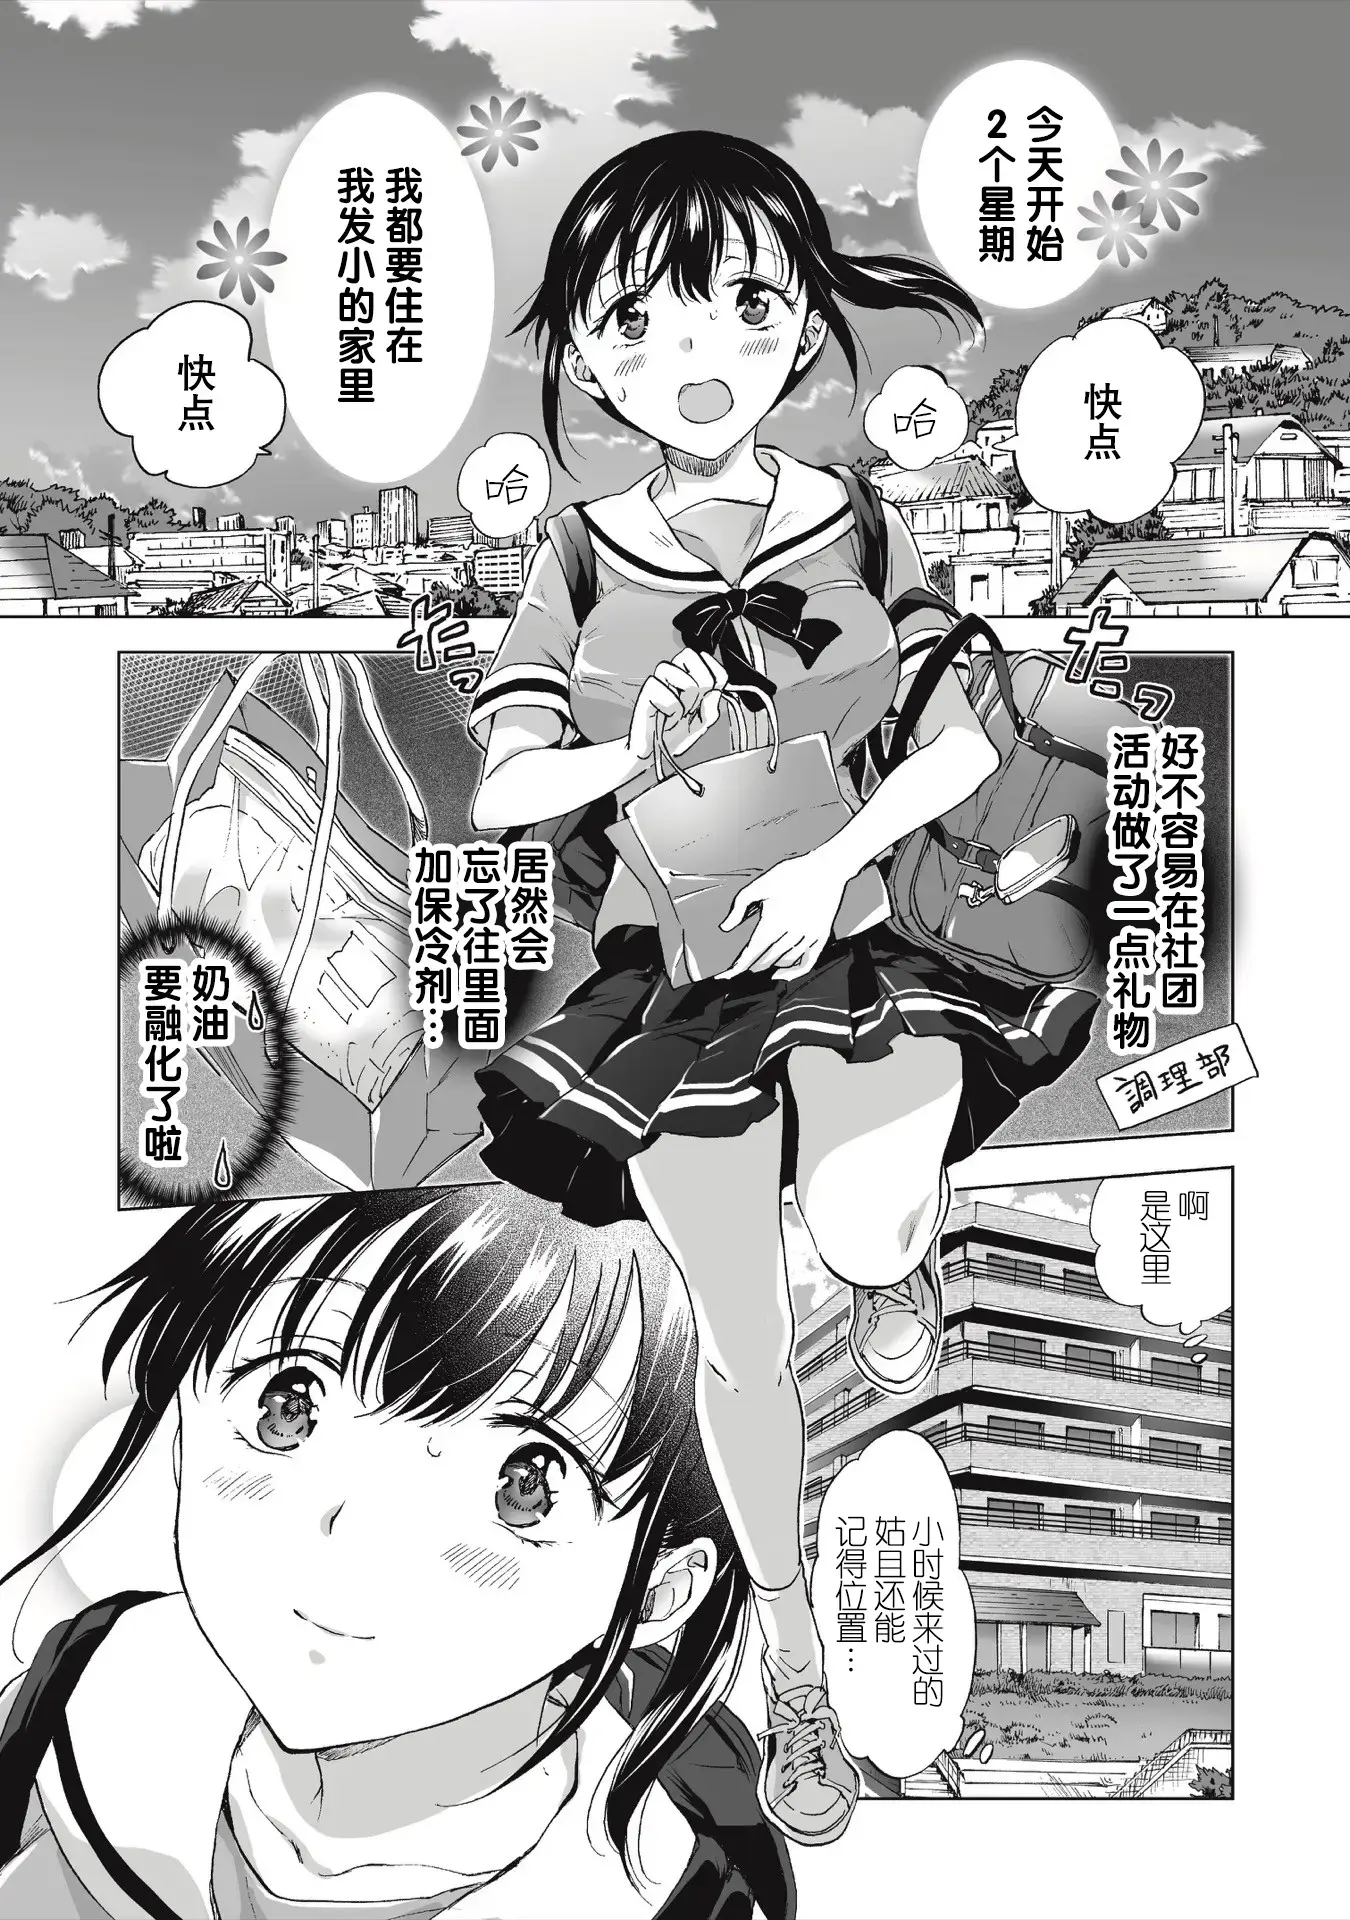 今天开始
2个星期
我都要住在
我发小的家里
快点
哈
哈
快点
たっ
たっ
好不容易在社团
活动做了一点礼物
調理部
居然会
忘了往里面
加保冷剂…
奶油
要融化了啦
啊
是这里
小时候来过的
姑且还能
记得位置…